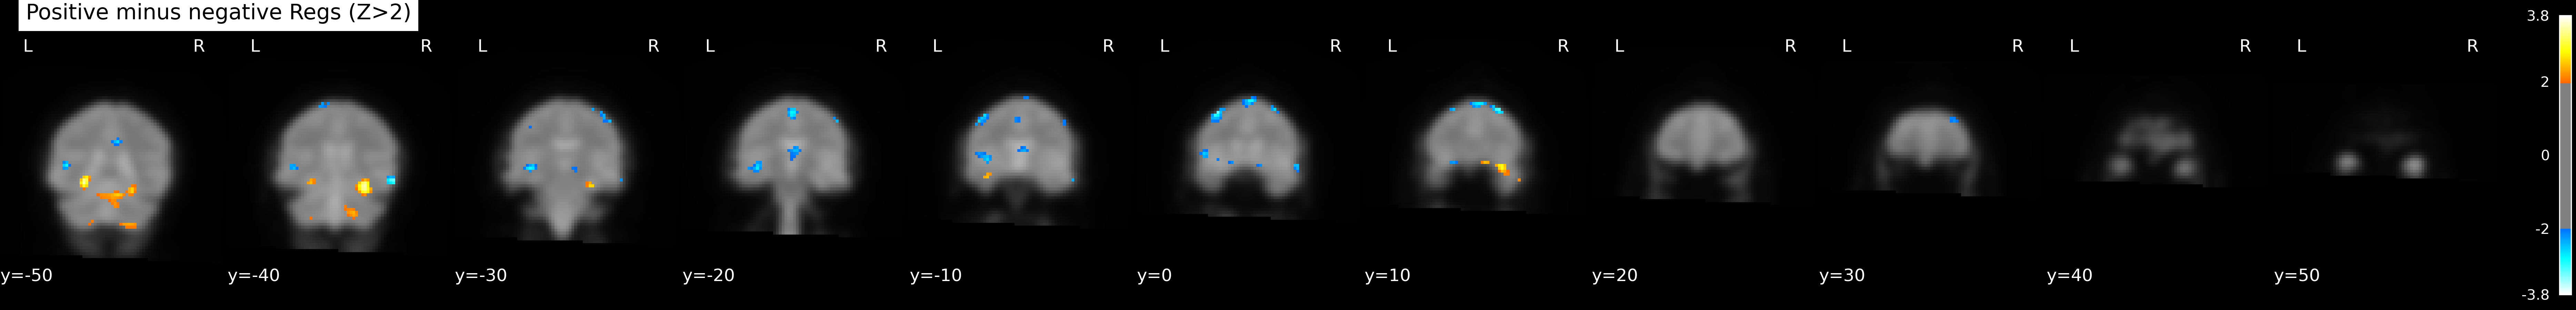 Positive minus negative Regs (Z>2)
L R L R L R L R L R L R L R L R L R L R L R
y=-50 y=-40 y=-30 y=-20 y=-10 y=0 y=10 y=20 y=30 y=40 y=50
3.8
2
0
-2
-3.8